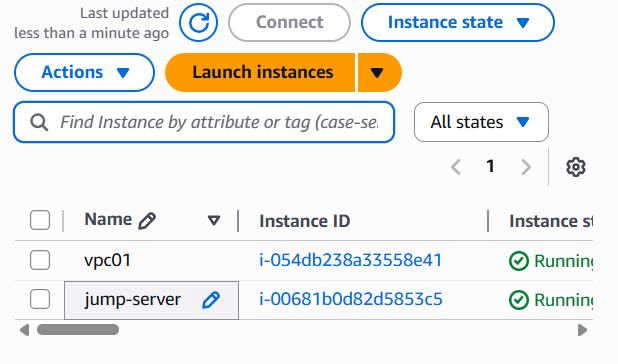 Last updated
less than a minute ago
Connect
Instance state
Actions
Launch instances
Find Instance by attribute or tag (case-se
All states
1
Name
Instance ID
Instance st
vpc01
i-054db238a33558e41
Running
jump-server
i-00681b0d82d5853c5
Running